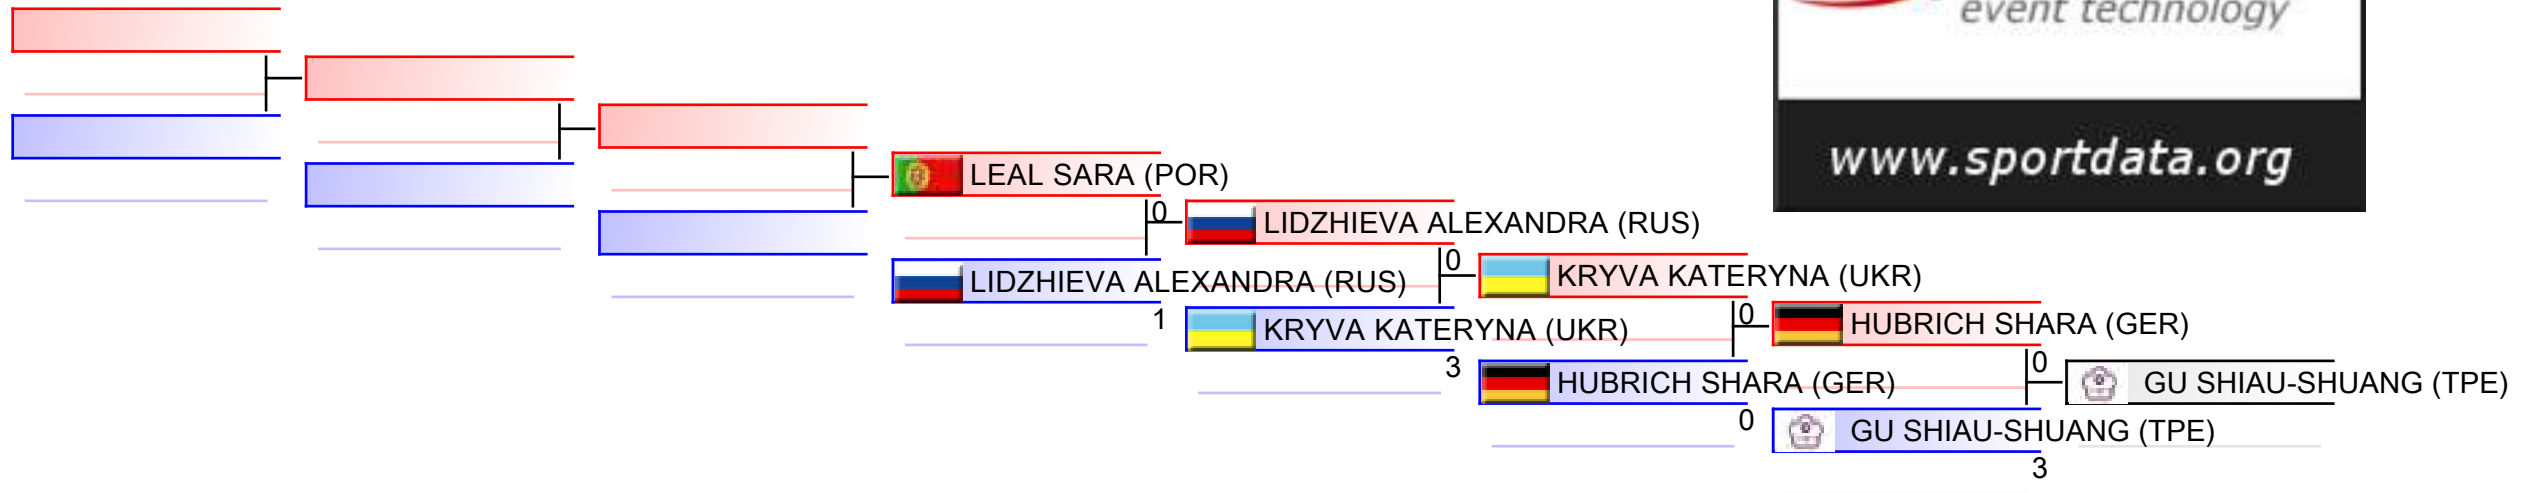 event technology
www.sportdata.org
LEAL SARA (POR)
0
LIDZHIEVA ALEXANDRA (RUS)
LIDZHIEVA ALEXANDRA (RUS)
1
0
KRYVA KATERYNA (UKR)
KRYVA KATERYNA (UKR)
3
0
HUBRICH SHARA (GER)
HUBRICH SHARA (GER)
0
0
GU SHIAU-SHUANG (TPE)
GU SHIAU-SHUANG (TPE)
3